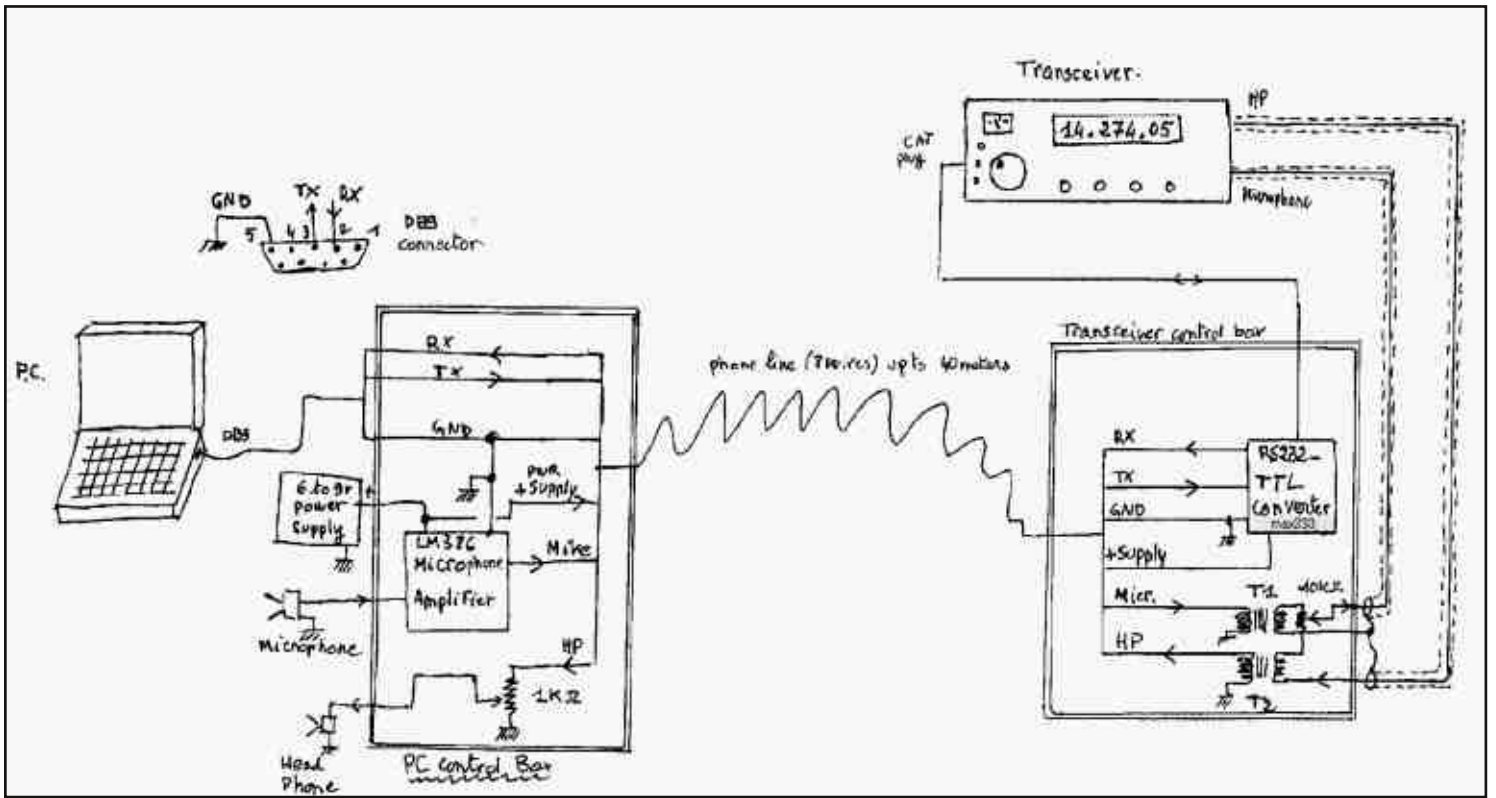 Transceiver.
HP
14.274.05
CAT
plug
Microphone
GND
TX
RX
5
4
3
2
1
DB9
connector
P.C.
DB9
RX
TX
GND
PWR
+Supply
6 to 9v
power
supply
+
LM386
Microphone
Amplifier
Mike
Microphone
HP
1KΩ
Head
Phone
PC control Box
phone line (8 wires) up to 40 meters
Transceiver control box
RX
TX
GND
+Supply
Micr.
HP
RS232-
TTL
Converter
max233
T1
10KΩ
T2